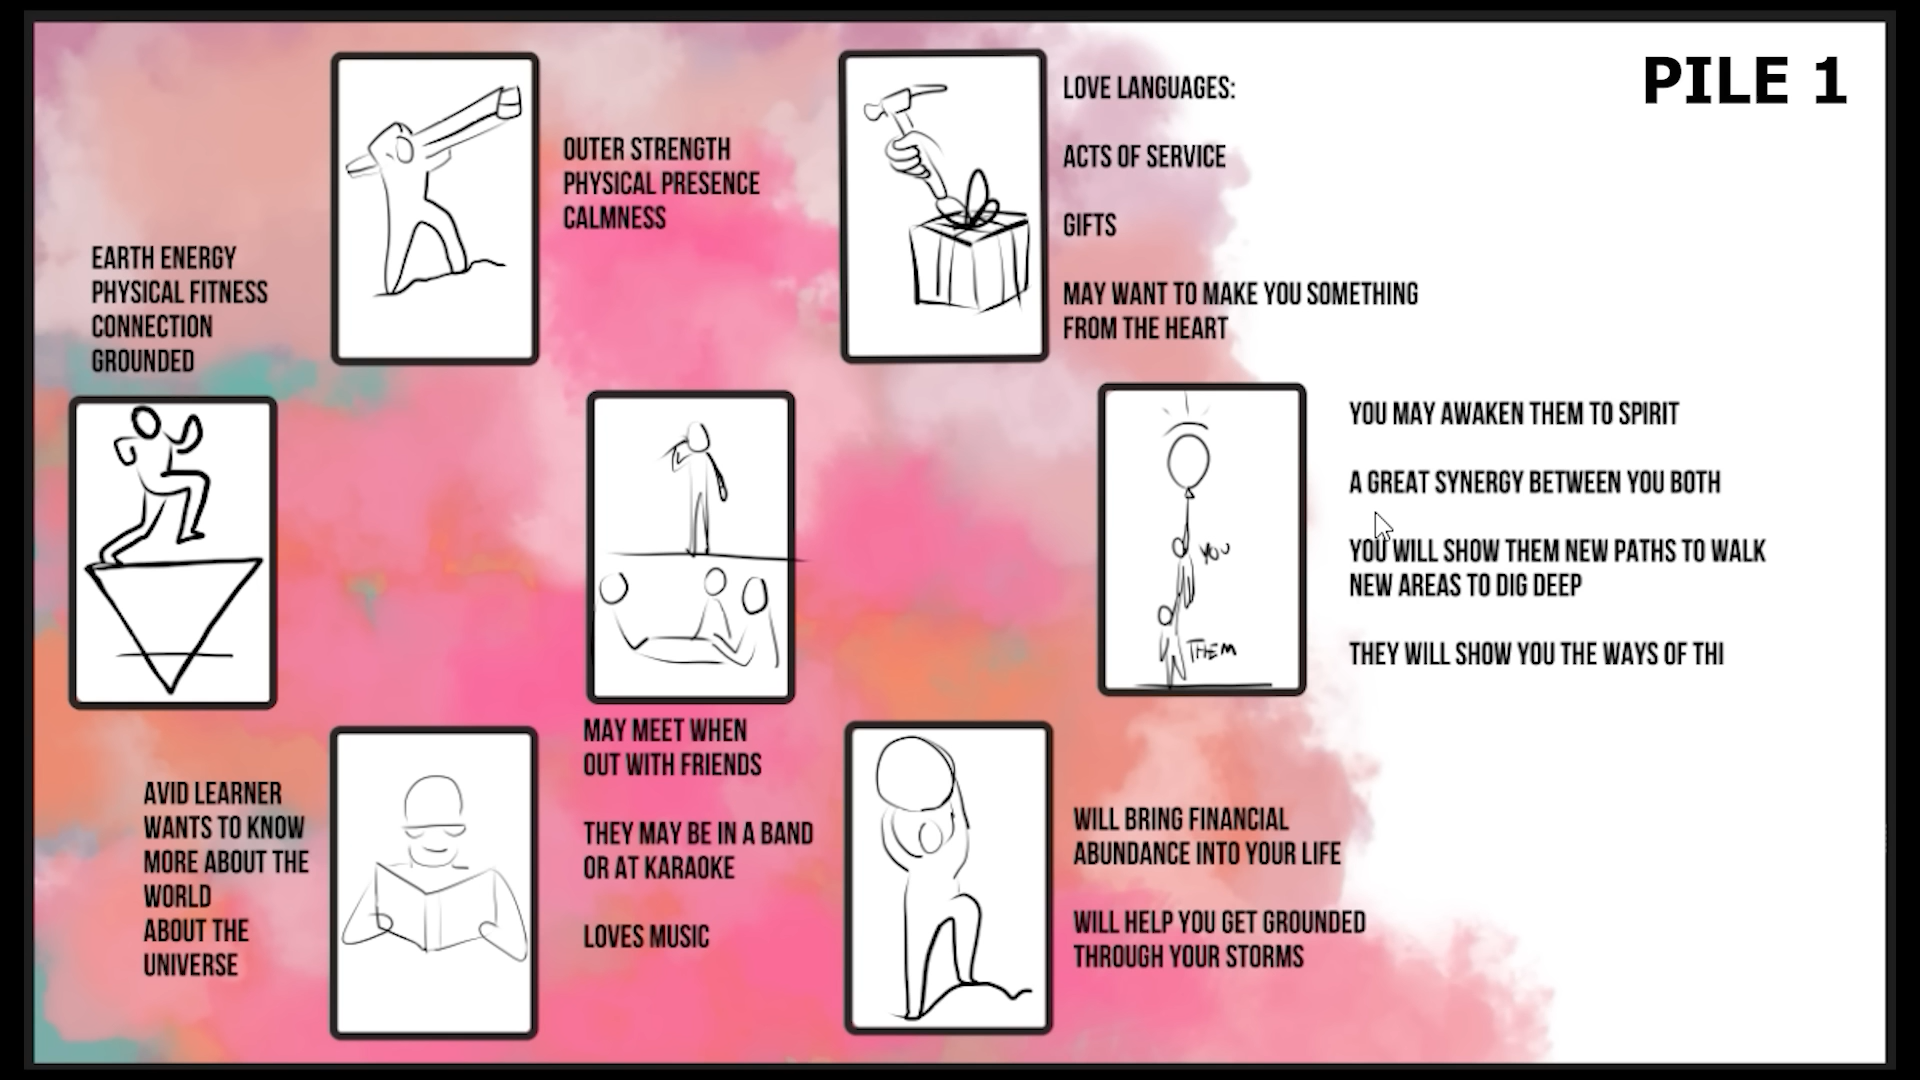 PILE 1
EARTH ENERGY
PHYSICAL FITNESS
CONNECTION
GROUNDED
OUTER STRENGTH
PHYSICAL PRESENCE
CALMNESS
LOVE LANGUAGES:
ACTS OF SERVICE
GIFTS
MAY WANT TO MAKE YOU SOMETHING
FROM THE HEART
YOU
THEM
YOU MAY AWAKEN THEM TO SPIRIT
A GREAT SYNERGY BETWEEN YOU BOTH
YOU WILL SHOW THEM NEW PATHS TO WALK
NEW AREAS TO DIG DEEP
THEY WILL SHOW YOU THE WAYS OF THI
AVID LEARNER
WANTS TO KNOW
MORE ABOUT THE
WORLD
ABOUT THE
UNIVERSE
MAY MEET WHEN
OUT WITH FRIENDS
THEY MAY BE IN A BAND
OR AT KARAOKE
LOVES MUSIC
WILL BRING FINANCIAL
ABUNDANCE INTO YOUR LIFE
WILL HELP YOU GET GROUNDED
THROUGH YOUR STORMS